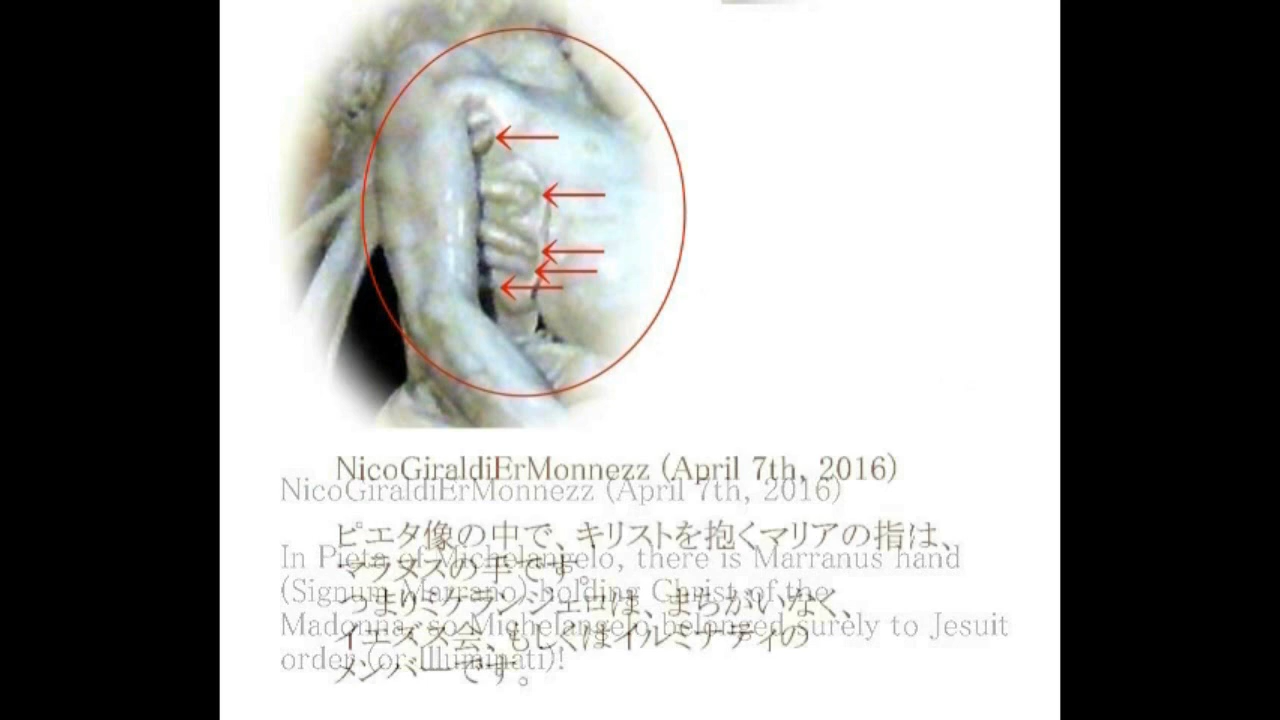 NicoGiraldiErMonnezz (April 7th, 2016)
NicoGiraldiErMonnezz (April 7th, 2016)
ピエタ像の中で、キリストを抱くマリアの指は、
マラヌスの手です。
つまりミケランジェロは、まちがいなく、
イエズス会、もしくはイルミナティの
メンバーです。
In Pieta of Michelangelo, there is Marranus hand
(Signum Marrano) holding Christ of the
Madonna, so Michelangelo belonged surely to Jesuit
order (or Illuminati)!